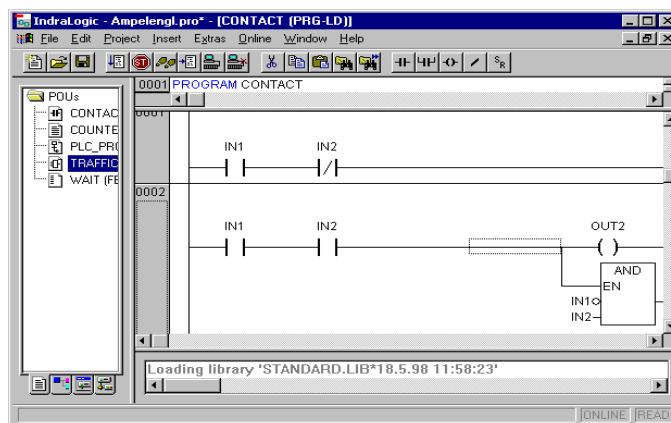 IndraLogic - Ampelengl.pro* - [CONTACT (PRG-LD)]
File Edit Project Insert Extras Online Window Help
0001 PROGRAM CONTACT
POUs
CONTAC
COUNTE
PLC_PR
TRAFFIC
WAIT (FE
0001
IN1 IN2
0002
IN1 IN2 OUT2
AND
EN
IN1
IN2
Loading library 'STANDARD.LIB*18.5.98 11:58:23'
ONLINE READ